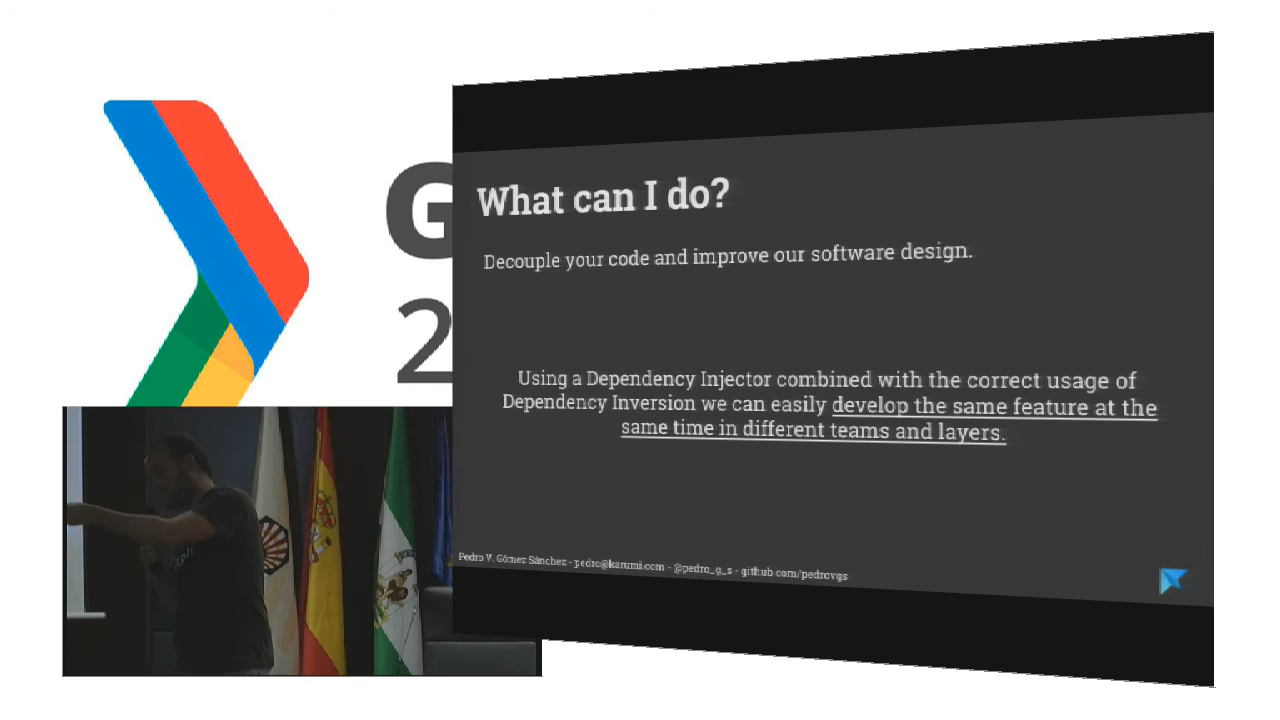 G
2
What can I do?
Decouple your code and improve our software design.
Using a Dependency Injector combined with the correct usage of
Dependency Inversion we can easily develop the same feature at the
same time in different teams and layers.
Pedro V. Gómez Sánchez - pedro@karumi.com - @pedro_g_s - github.com/pedrovgs